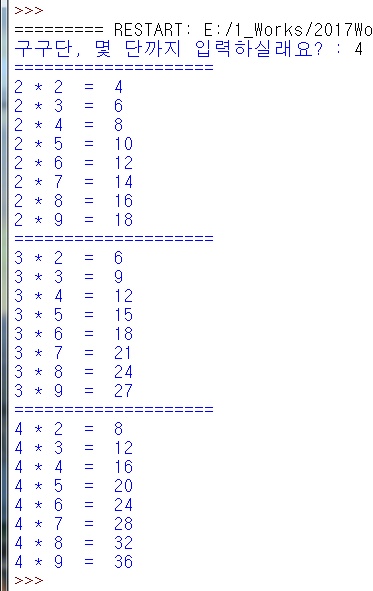 >>>
========= RESTART: E:/1_Works/2017Wo
구구단, 몇 단까지 입력하실래요? : 4
====================
2 * 2  =  4
2 * 3  =  6
2 * 4  =  8
2 * 5  =  10
2 * 6  =  12
2 * 7  =  14
2 * 8  =  16
2 * 9  =  18
====================
3 * 2  =  6
3 * 3  =  9
3 * 4  =  12
3 * 5  =  15
3 * 6  =  18
3 * 7  =  21
3 * 8  =  24
3 * 9  =  27
====================
4 * 2  =  8
4 * 3  =  12
4 * 4  =  16
4 * 5  =  20
4 * 6  =  24
4 * 7  =  28
4 * 8  =  32
4 * 9  =  36
>>>